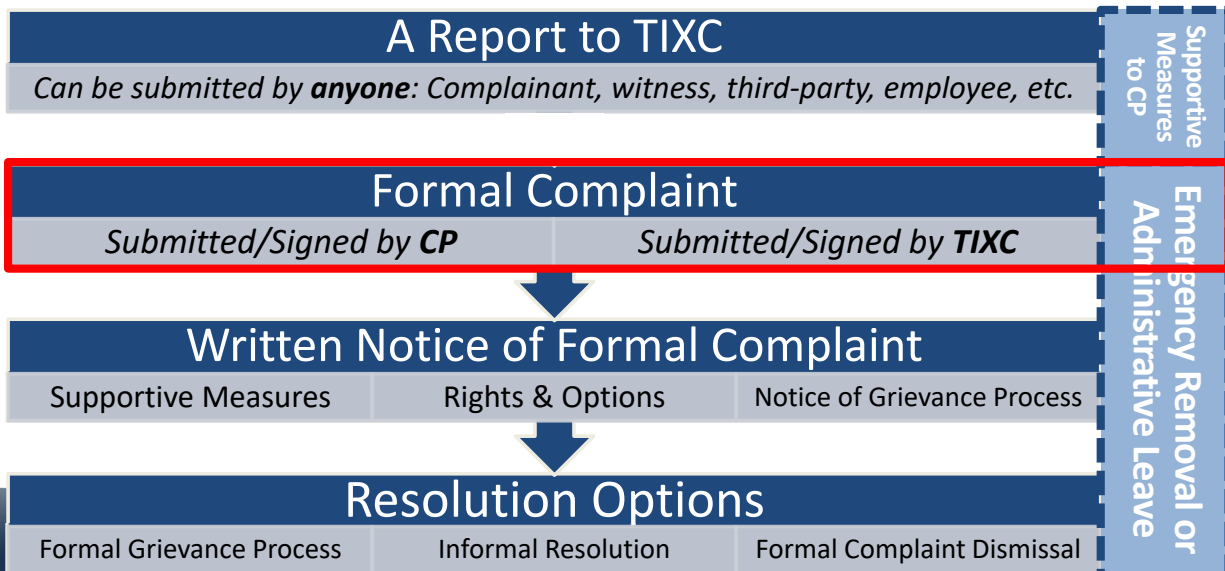 A Report to TIXC
Can be submitted by anyone: Complainant, witness, third-party, employee, etc.
Supportive
Measures
to CP
Formal Complaint
Submitted/Signed by CP
Submitted/Signed by TIXC
Emergency Removal or
Administrative Leave
Written Notice of Formal Complaint
Supportive Measures
Rights & Options
Notice of Grievance Process
Resolution Options
Formal Grievance Process
Informal Resolution
Formal Complaint Dismissal